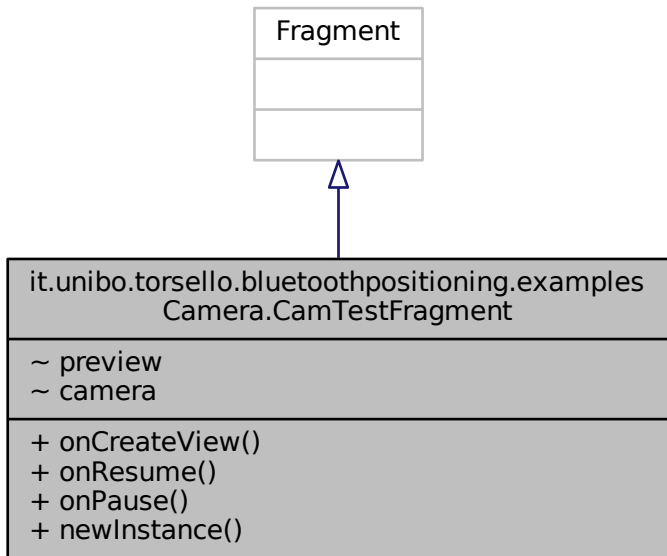 Fragment
it.unibo.torsello.bluetoothpositioning.examples
Camera.CamTestFragment
~ preview
~ camera
+ onCreateView()
+ onResume()
+ onPause()
+ newInstance()